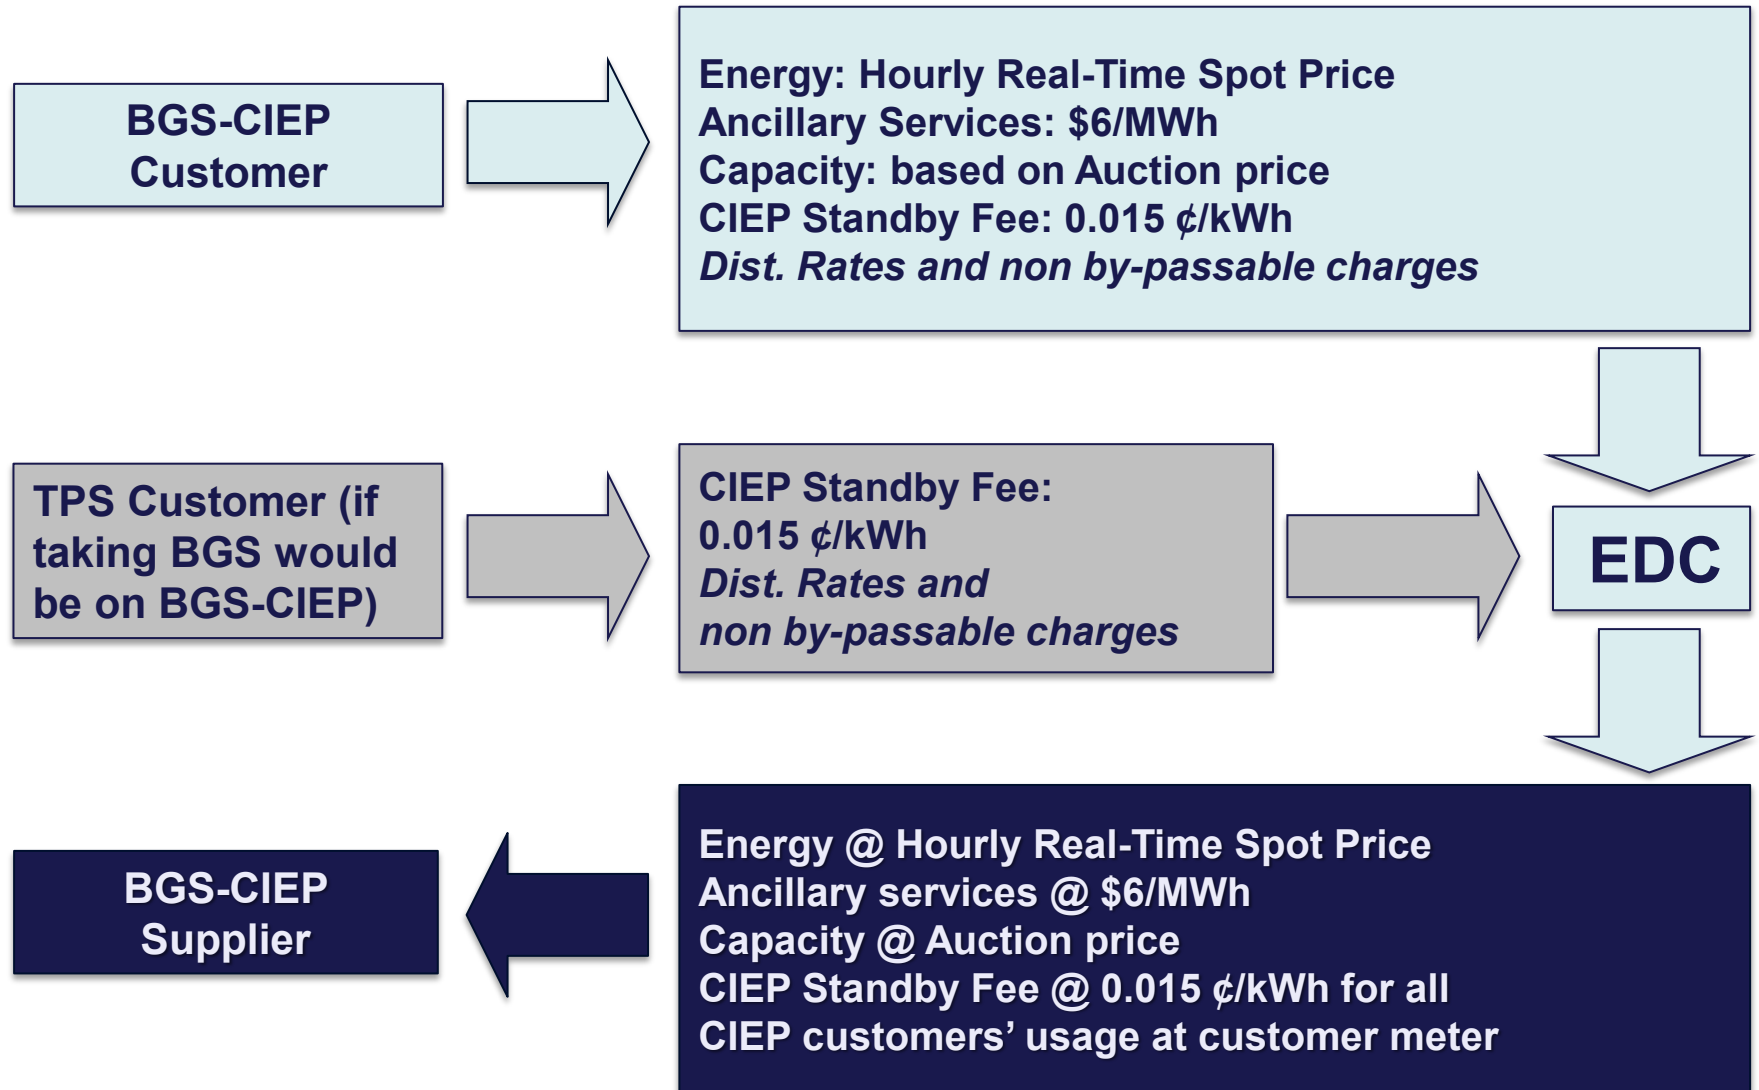 BGS-CIEP
Customer
Energy: Hourly Real-Time Spot Price
Ancillary Services: $6/MWh
Capacity: based on Auction price
CIEP Standby Fee: 0.015 ¢/kWh
Dist. Rates and non by-passable charges
TPS Customer (if
taking BGS would
be on BGS-CIEP)
CIEP Standby Fee:
0.015 ¢/kWh
Dist. Rates and
non by-passable charges
EDC
BGS-CIEP
Supplier
Energy @ Hourly Real-Time Spot Price
Ancillary services @ $6/MWh
Capacity @ Auction price
CIEP Standby Fee @ 0.015 ¢/kWh for all
CIEP customers’ usage at customer meter